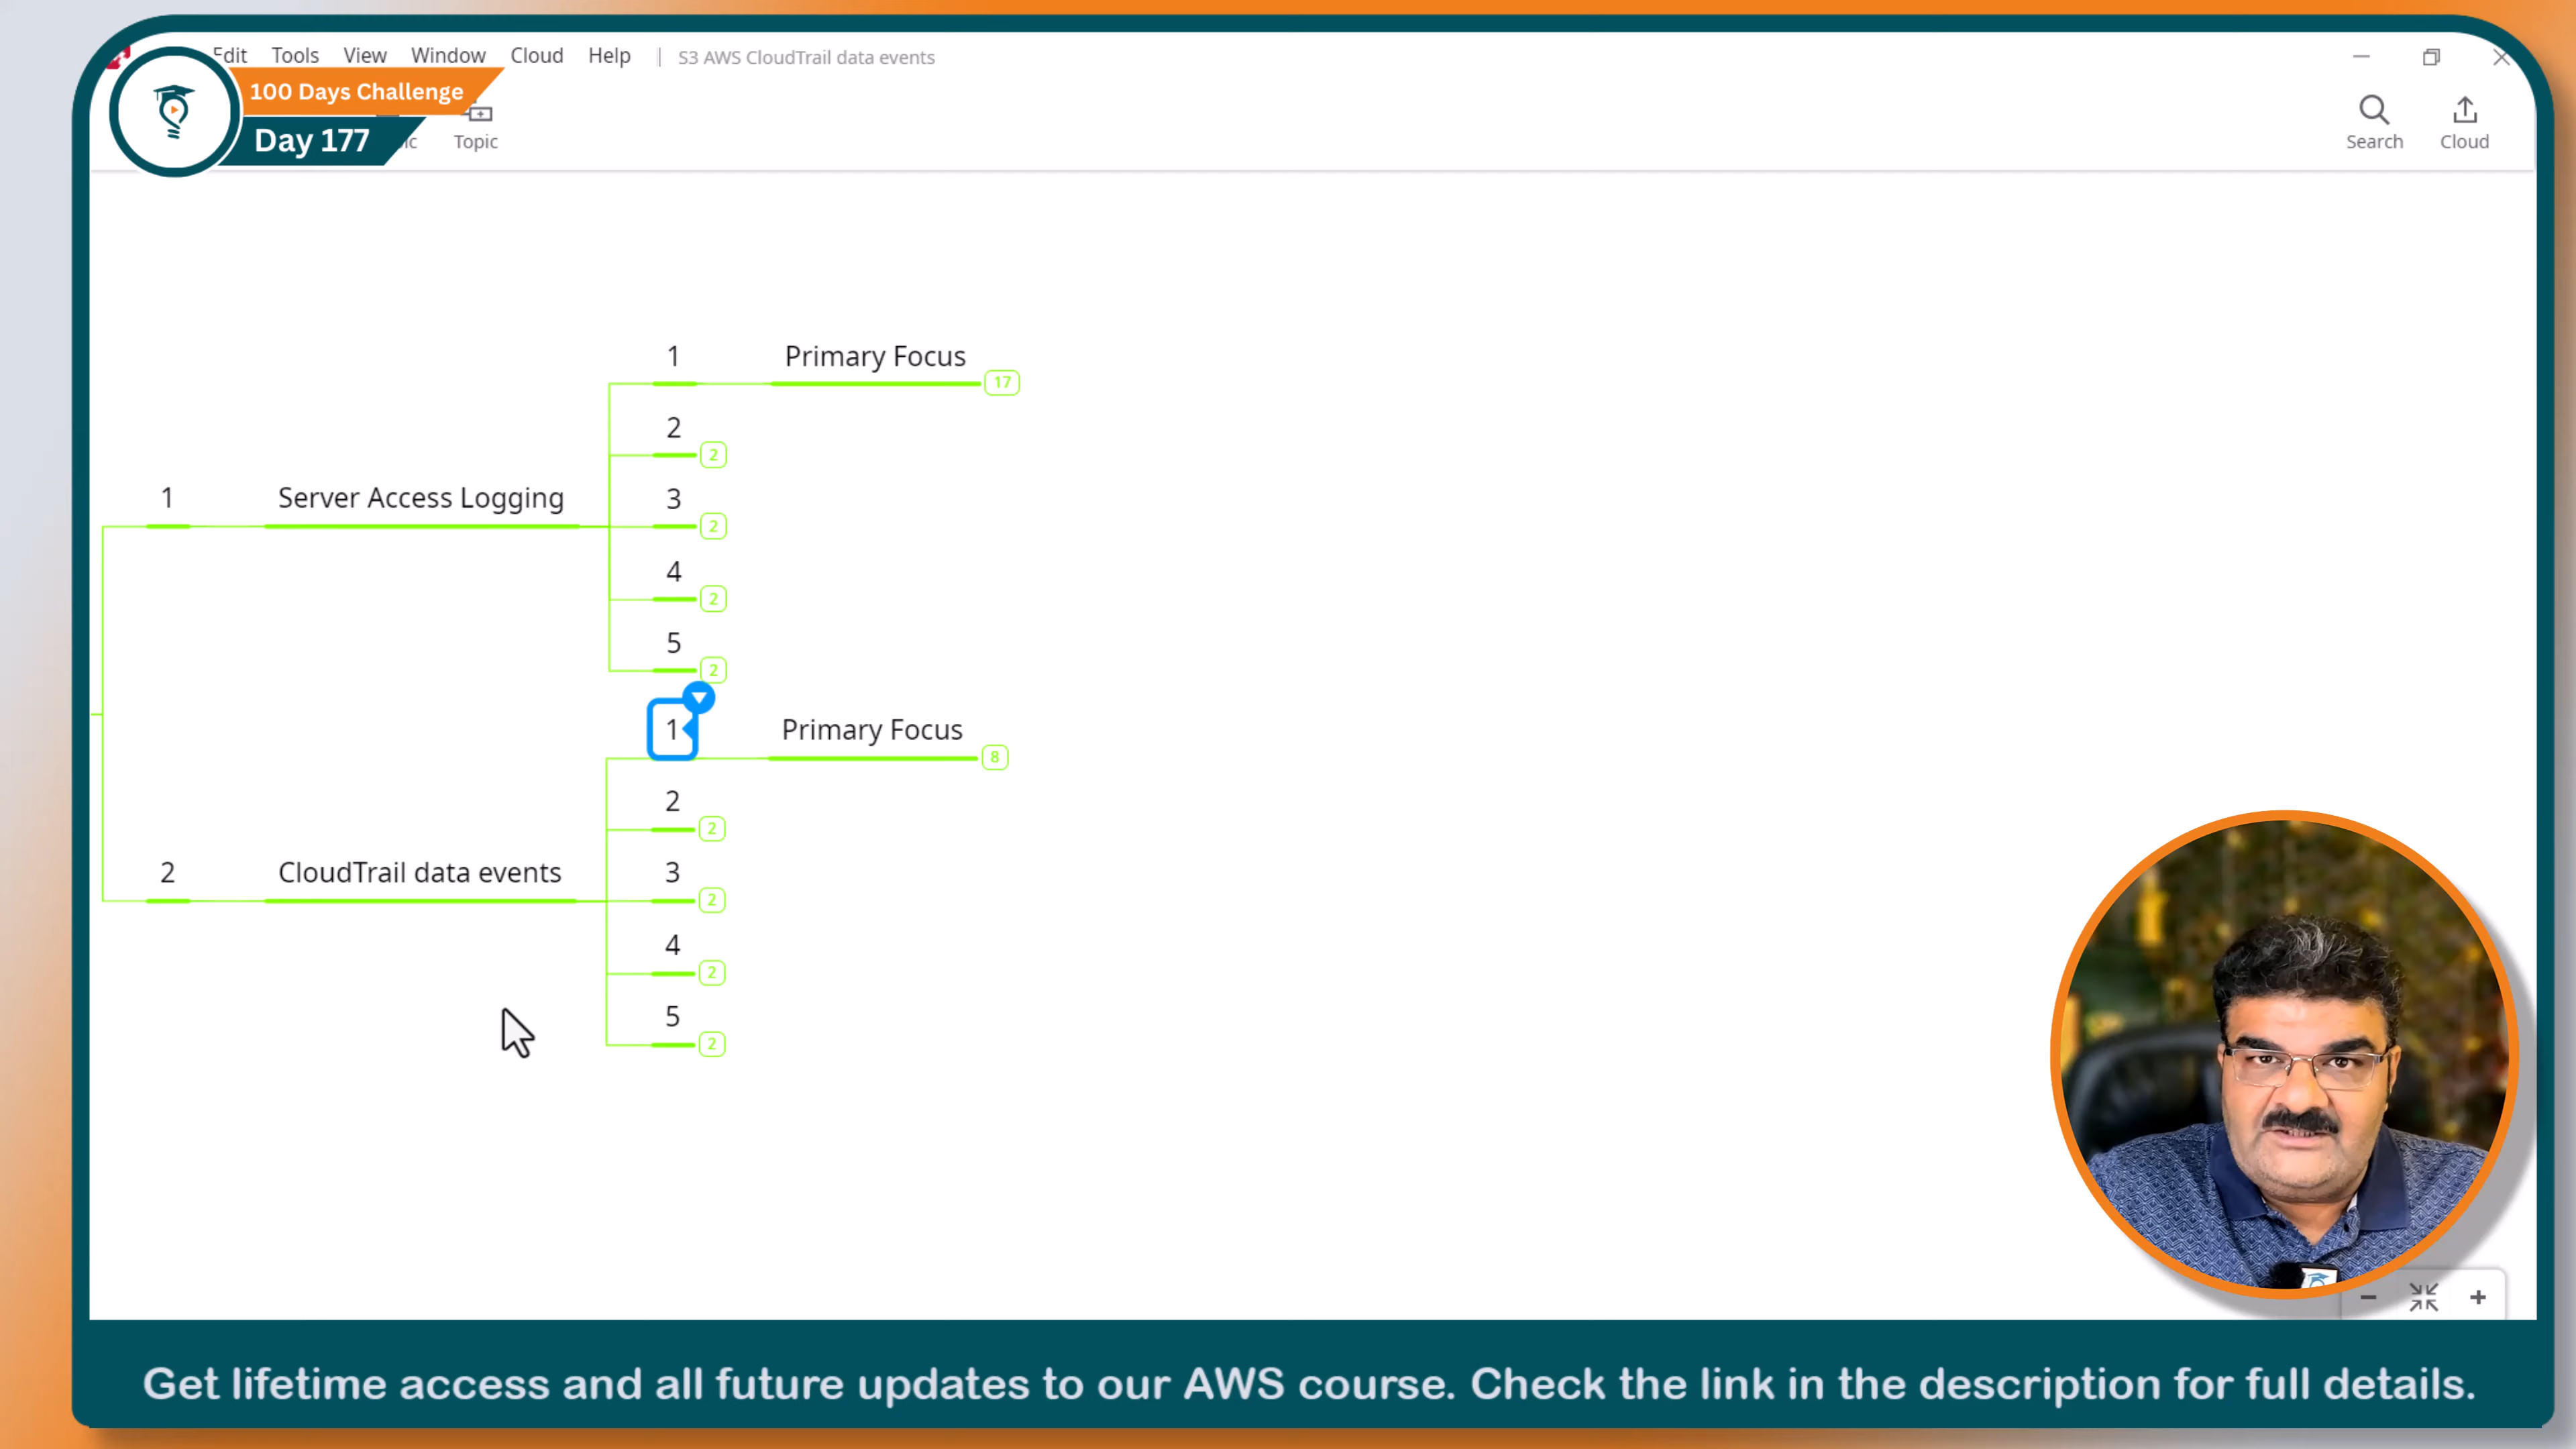 Edit Tools View Window Cloud Help | S3 AWS CloudTrail data events
100 Days Challenge
Day 177
Topic
Search
Cloud
1 Primary Focus 17
2 2
1 Server Access Logging 3 2
4 2
5 2
1 Primary Focus 8
2 2
2 CloudTrail data events 3 2
4 2
5 2
Get lifetime access and all future updates to our AWS course. Check the link in the description for full details.